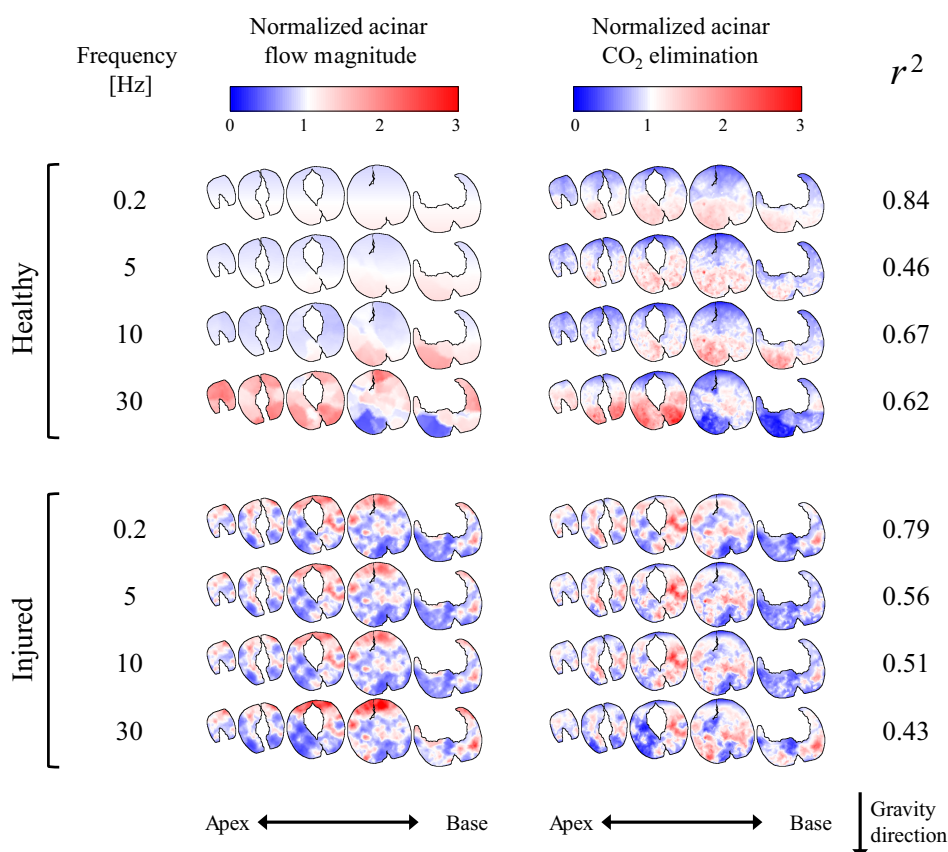 Normalized acinar
flow magnitude
Normalized acinar
CO₂ elimination
Frequency
[Hz]
r²
0 1 2 3
0 1 2 3
Healthy
0.2 0.84
5 0.46
10 0.67
30 0.62
Injured
0.2 0.79
5 0.56
10 0.51
30 0.43
Apex Base
Apex Base
Gravity
direction